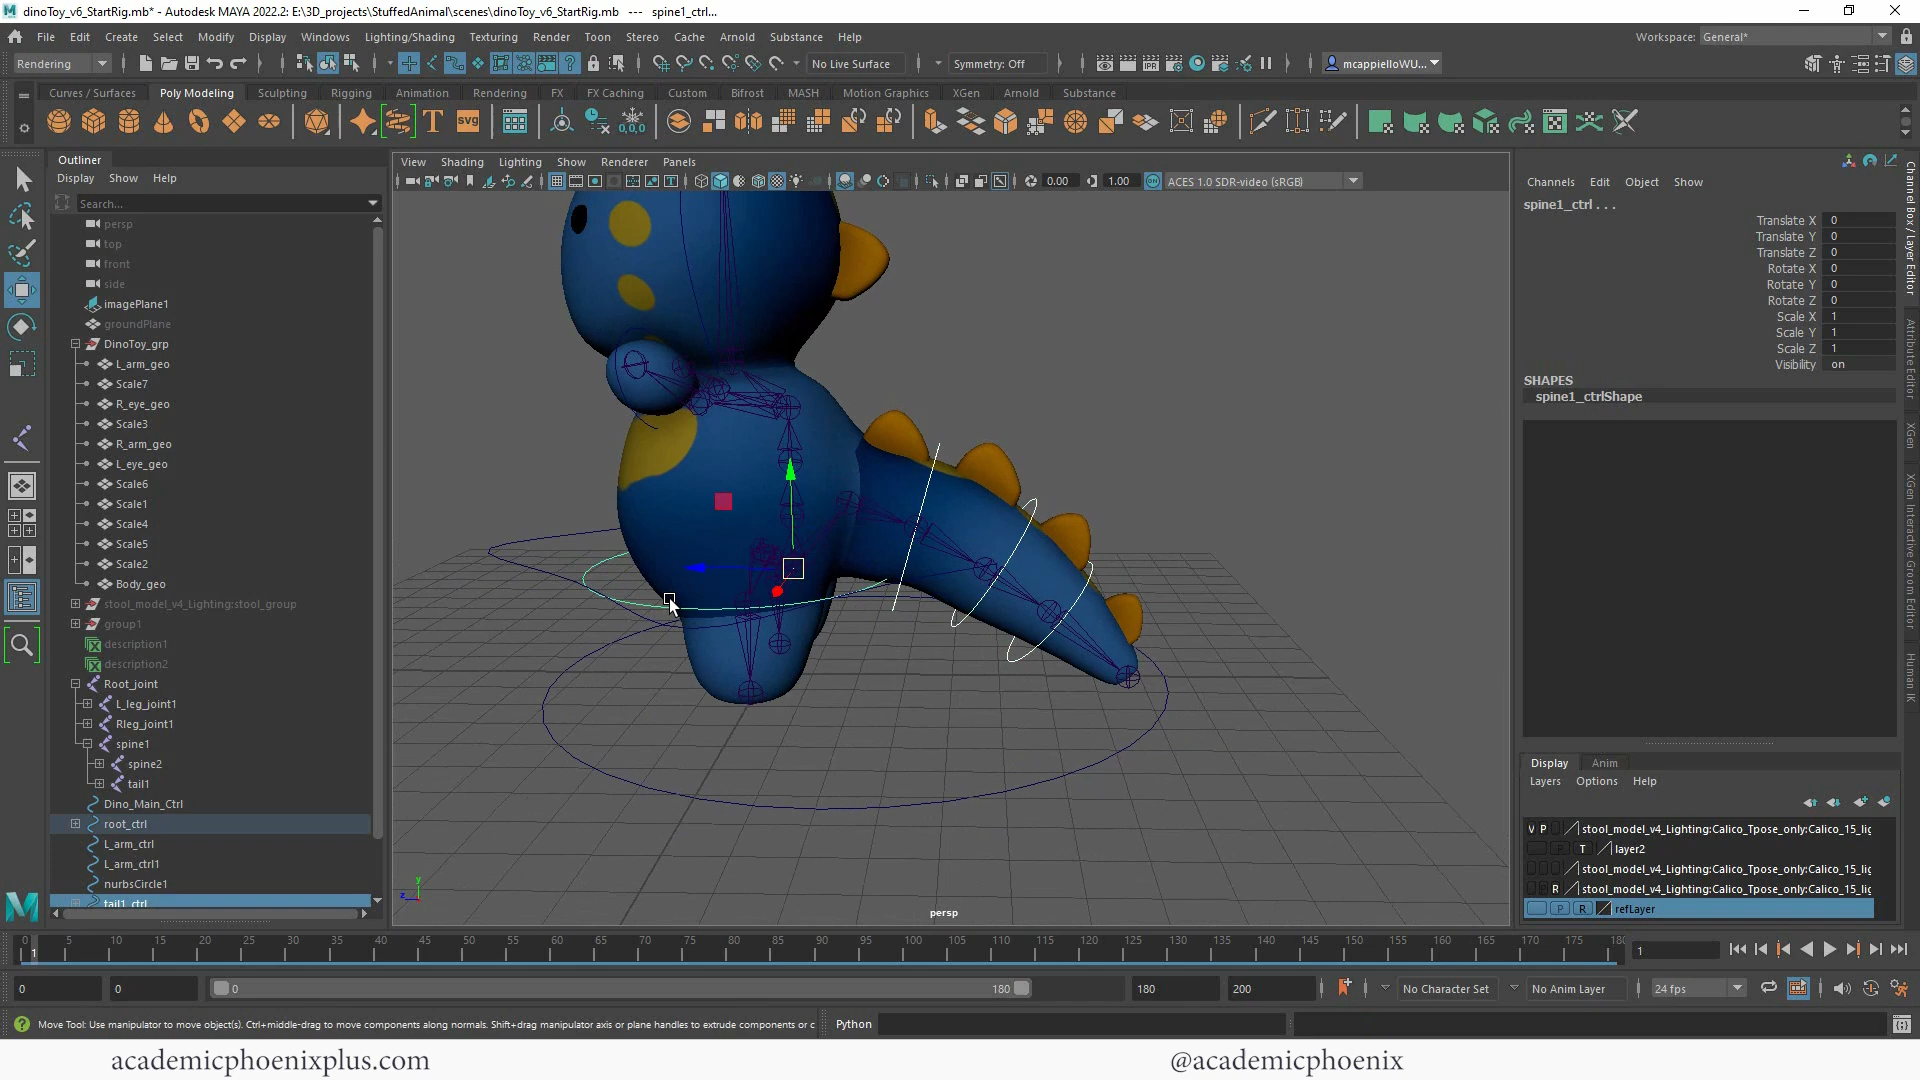 dinoToy_v6_StartRig.mb* - Autodesk MAYA 2022.2: E:\3D_projects\StuffedAnimal\scenes\dinoToy_v6_StartRig.mb --- spine1_ctrl...
File Edit Create Select Modify Display Windows Lighting/Shading Texturing Render Toon Stereo Cache Arnold Substance Help
Workspace: General*
Rendering
No Live Surface
Symmetry: Off
mcappielloWU...
Curves / Surfaces Poly Modeling Sculpting Rigging Animation Rendering FX FX Caching Custom Bifrost MASH Motion Graphics XGen Arnold Substance
SVG
0,0,0
IPR
Outliner
Display Show Help
Search...
persp
top
front
side
imagePlane1
groundPlane
DinoToy_grp
L_arm_geo
Scale7
R_eye_geo
Scale3
R_arm_geo
L_eye_geo
Scale6
Scale1
Scale4
Scale5
Scale2
Body_geo
stool_model_v4_Lighting:stool_group
group1
description1
description2
Root_joint
L_leg_joint1
Rleg_joint1
spine1
spine2
tail1
Dino_Main_Ctrl
root_ctrl
L_arm_ctrl
L_arm_ctrl1
nurbsCircle1
tail1_ctrl
View Shading Lighting Show Renderer Panels
0.00
1.00
ACES 1.0 SDR-video (sRGB)
y
z
persp
Channels Edit Object Show
spine1_ctrl . . .
Translate X 0
Translate Y 0
Translate Z 0
Rotate X 0
Rotate Y 0
Rotate Z 0
Scale X 1
Scale Y 1
Scale Z 1
Visibility on
SHAPES
spine1_ctrlShape
Channel Box / Layer Editor
Attribute Editor
XGen
XGen Interactive Groom Editor
Human IK
Display Anim
Layers Options Help
V P stool_model_v4_Lighting:Calico_Tpose_only:Calico_15_lig
P T layer2
stool_model_v4_Lighting:Calico_Tpose_only:Calico_15_lig
P R stool_model_v4_Lighting:Calico_Tpose_only:Calico_15_lig
P R refLayer
0 5 10 15 20 25 30 35 40 45 50 55 60 65 70 75 80 85 90 95 100 105 110 115 120 125 130 135 140 145 150 155 160 165 170 175 180
1
1
0
0
0
180
180
200
No Character Set
No Anim Layer
24 fps
Move Tool: Use manipulator to move object(s). Ctrl+middle-drag to move components along normals. Shift+drag manipulator axis or plane handles to extrude components or c
Python
academicphoenixplus.com
@academicphoenix